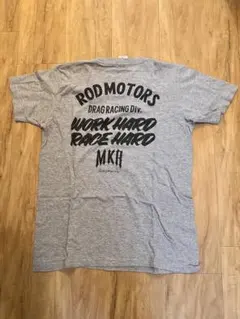 ROD MOTORS
DRAG RACING DIV.
WORK HARD
RACE HARD
MKH